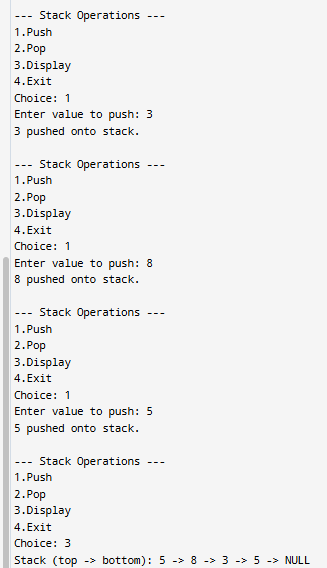 --- Stack Operations ---
1.Push
2.Pop
3.Display
4.Exit
Choice: 1
Enter value to push: 3
3 pushed onto stack.

--- Stack Operations ---
1.Push
2.Pop
3.Display
4.Exit
Choice: 1
Enter value to push: 8
8 pushed onto stack.

--- Stack Operations ---
1.Push
2.Pop
3.Display
4.Exit
Choice: 1
Enter value to push: 5
5 pushed onto stack.

--- Stack Operations ---
1.Push
2.Pop
3.Display
4.Exit
Choice: 3
Stack (top -> bottom): 5 -> 8 -> 3 -> 5 -> NULL